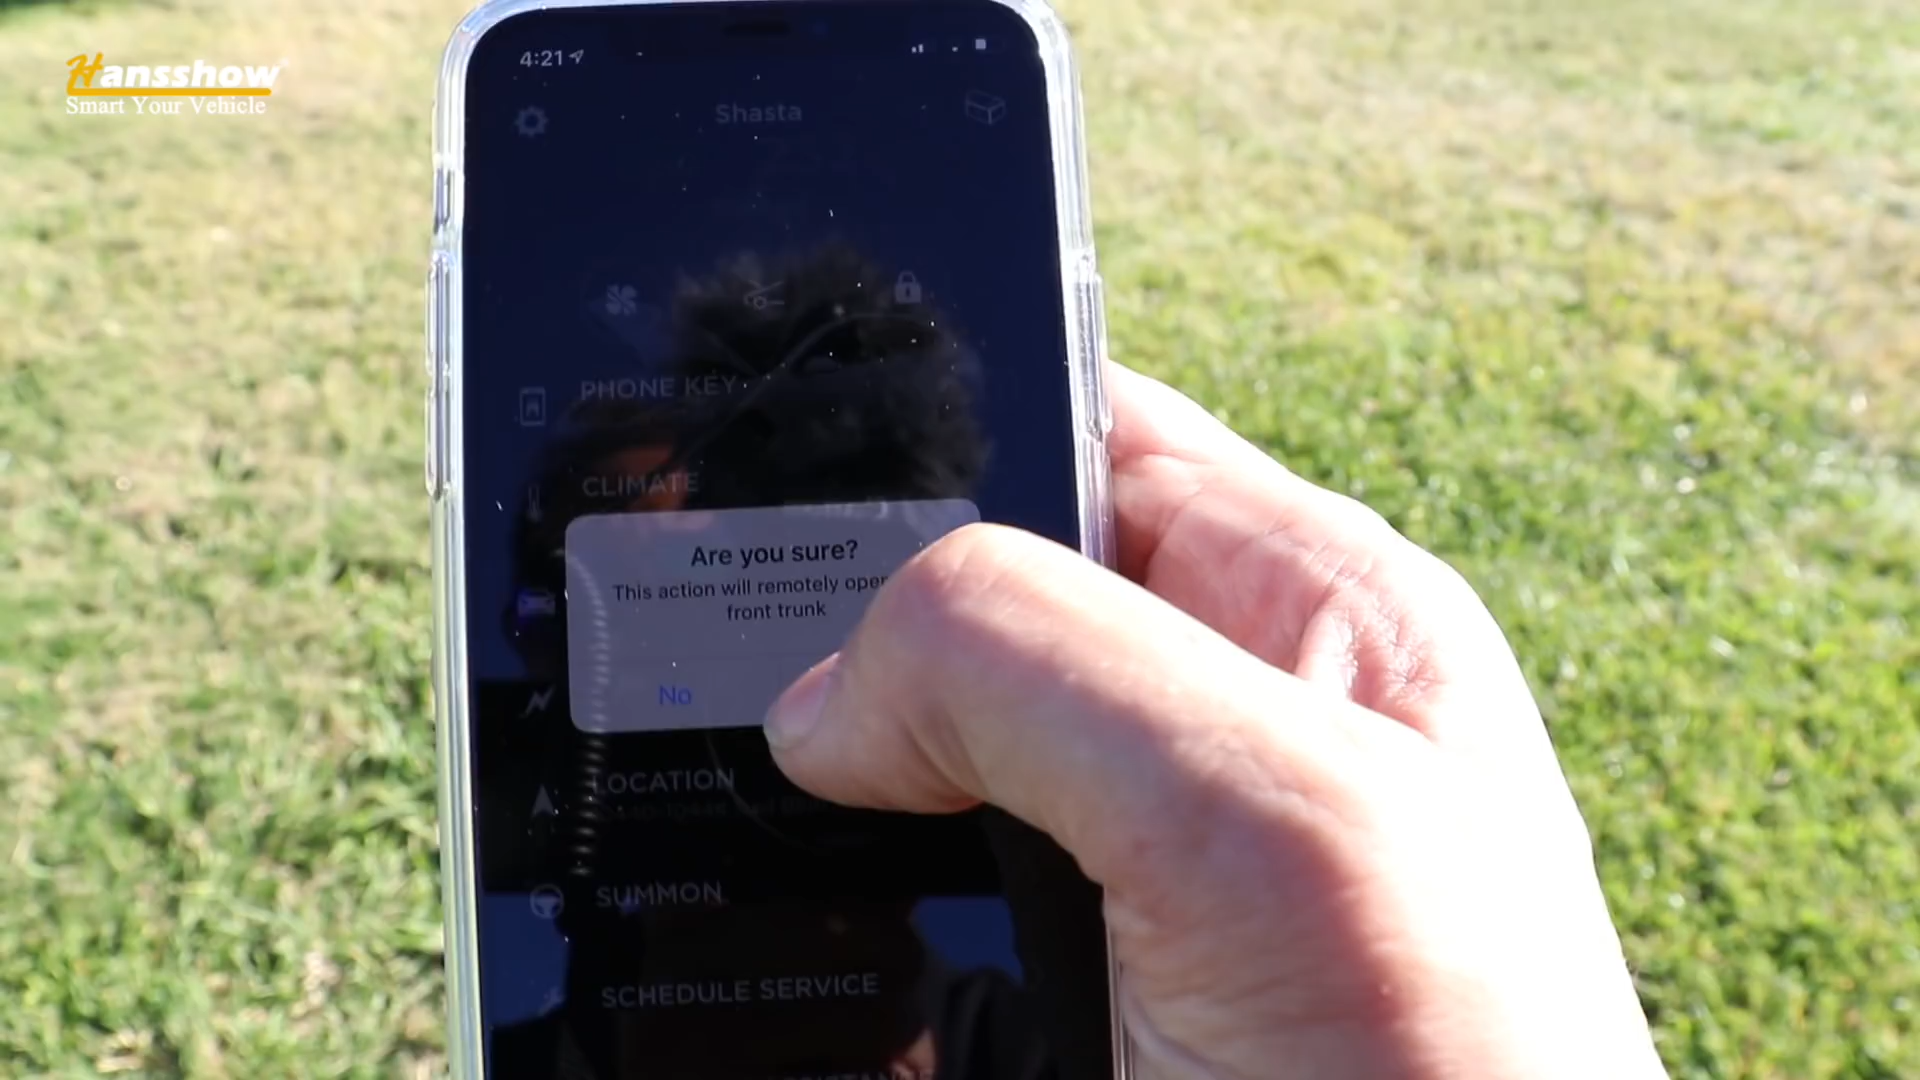 Hansshow
Smart Your Vehicle
4:21
Shasta
PHONE KEY
CLIMATE
Are you sure?
This action will remotely ope
front trunk
No
LOCATION
SUMMON
SCHEDULE SERVICE